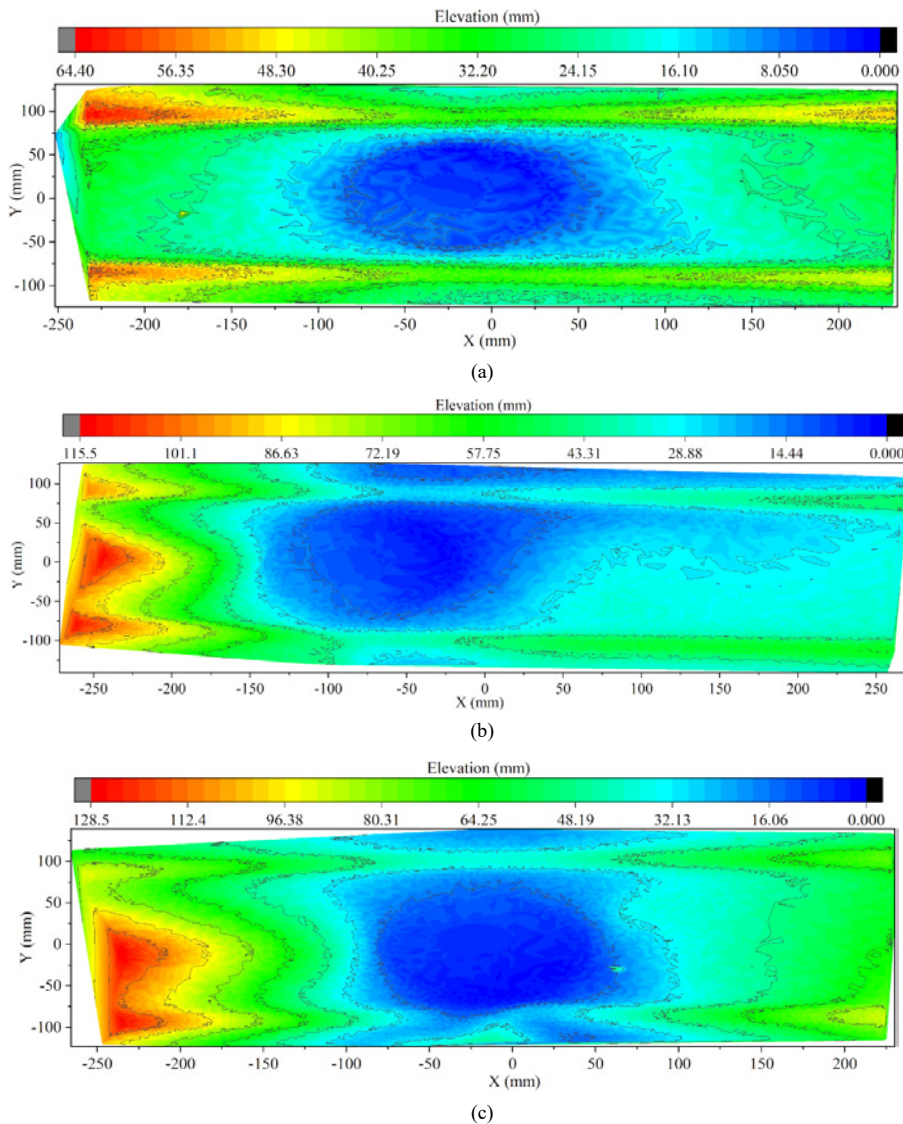 Elevation (mm)
64.40 56.35 48.30 40.25 32.20 24.15 16.10 8.050 0.000
100
50
0
-50
-100
Y (mm)
-250 -200 -150 -100 -50 0 50 100 150 200
X (mm)
(a)
Elevation (mm)
115.5 101.1 86.63 72.19 57.75 43.31 28.88 14.44 0.000
100
50
0
-50
-100
Y (mm)
-250 -200 -150 -100 -50 0 50 100 150 200 250
X (mm)
(b)
Elevation (mm)
128.5 112.4 96.38 80.31 64.25 48.19 32.13 16.06 0.000
100
50
0
-50
-100
Y (mm)
-250 -200 -150 -100 -50 0 50 100 150 200
X (mm)
(c)